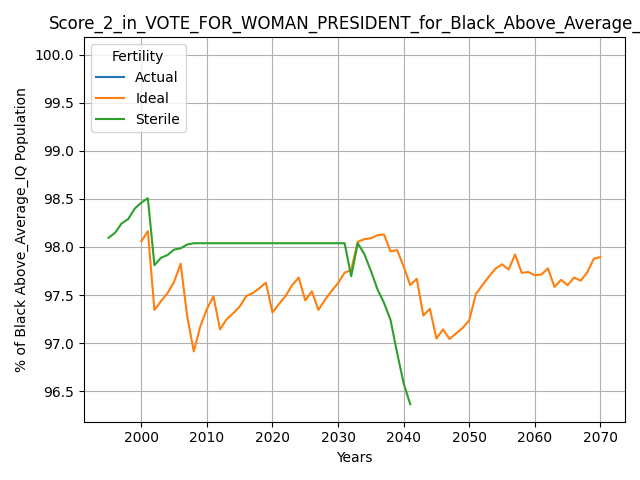 Score_2_in_VOTE_FOR_WOMAN_PRESIDENT_for_Black_Above_Average_
Fertility
Actual
Ideal
Sterile
% of Black Above_Average_IQ Population
100.0
99.5
99.0
98.5
98.0
97.5
97.0
96.5
2000 2010 2020 2030 2040 2050 2060 2070
Years